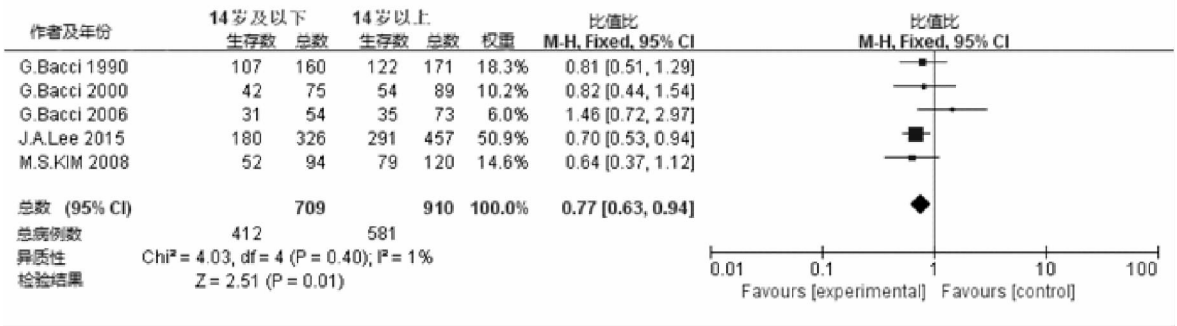 14岁及以下 14岁以上 比值比 比值比
作者及年份 生存数 总数 生存数 总数 权重 M-H, Fixed, 95% CI M-H, Fixed, 95% CI
G.Bacci 1990 107 160 122 171 18.3% 0.81 [0.51, 1.29]
G.Bacci 2000 42 75 54 89 10.2% 0.82 [0.44, 1.54]
G.Bacci 2006 31 54 35 73 6.0% 1.46 [0.72, 2.97]
J.A.Lee 2015 180 326 291 457 50.9% 0.70 [0.53, 0.94]
M.S.KIM 2008 52 94 79 120 14.6% 0.64 [0.37, 1.12]
总数 (95% CI) 709 910 100.0% 0.77 [0.63, 0.94]
总病例数 412 581
异质性 Chi² = 4.03, df = 4 (P = 0.40); I² = 1%
检验结果 Z = 2.51 (P = 0.01)
0.01 0.1 1 10 100
Favours [experimental] Favours [control]